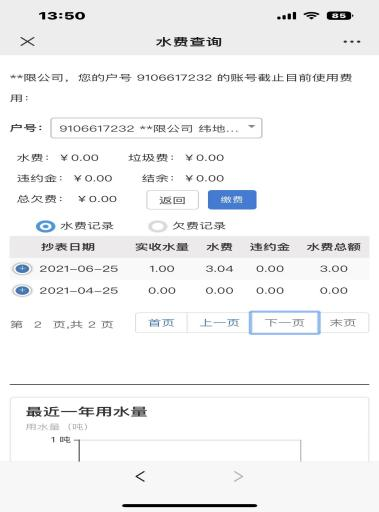 13:50
85
水费查询
**限公司，您的户号 9106617232 的账号截止目前使用费
用：
户号： 9106617232 **限公司 纬地...
水费：￥0.00 垃圾费：￥0.00
违约金：￥0.00 结余：￥0.00
总欠费：￥0.00 返回 缴费
水费记录 欠费记录
抄表日期 实收水量 水费 违约金 水费总额
2021-06-25 1.00 3.04 0.00 3.00
2021-04-25 0.00 0.00 0.00 0.00
第 2 页,共 2 页 首页 上一页 下一页 末页
最近一年用水量
用水量（吨）
1 吨